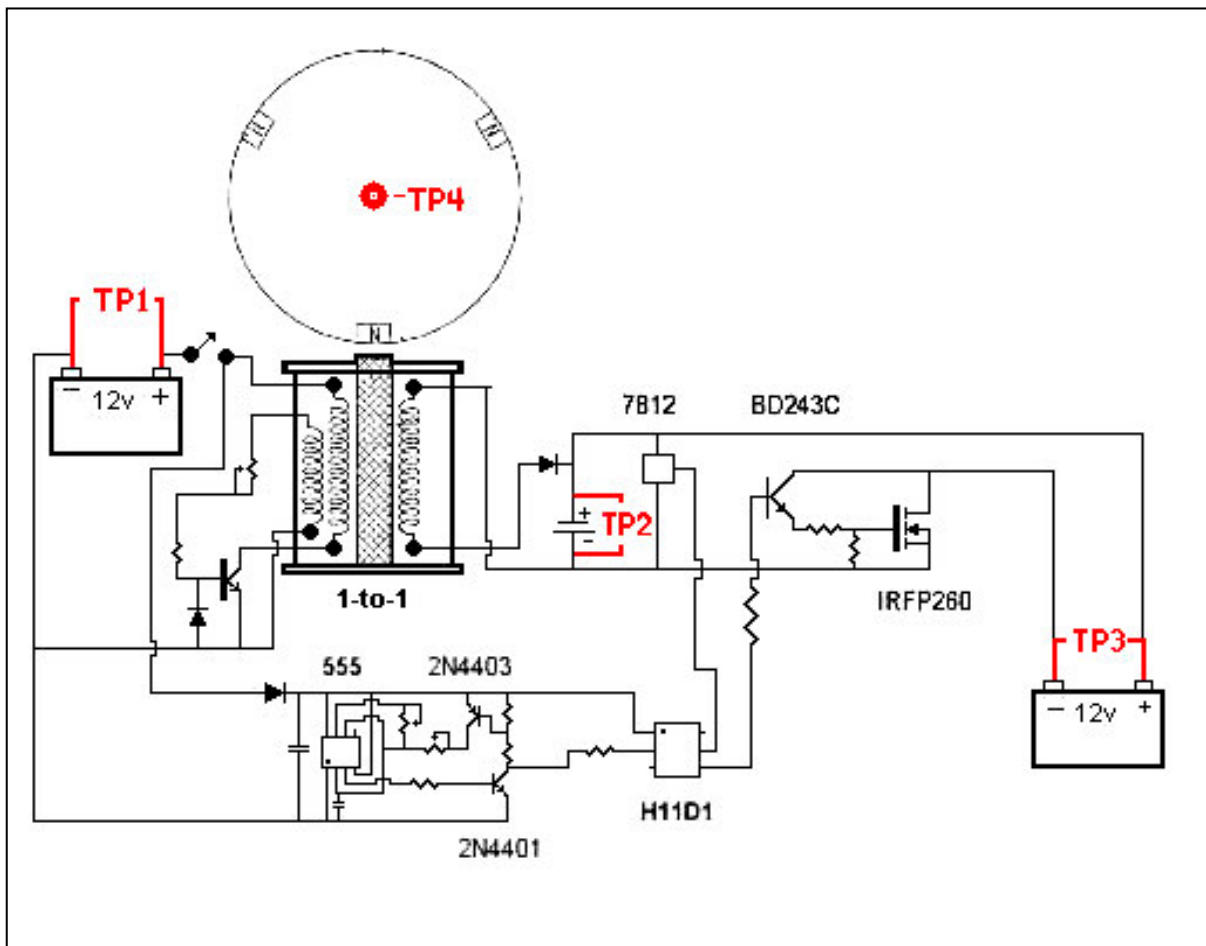 N
N
-TP4
N
TP1
- 12v +
7812 BD243C
+
TP2
-
1-to-1
IRFP260
TP3
- 12v +
555 2N4403
H11D1
2N4401